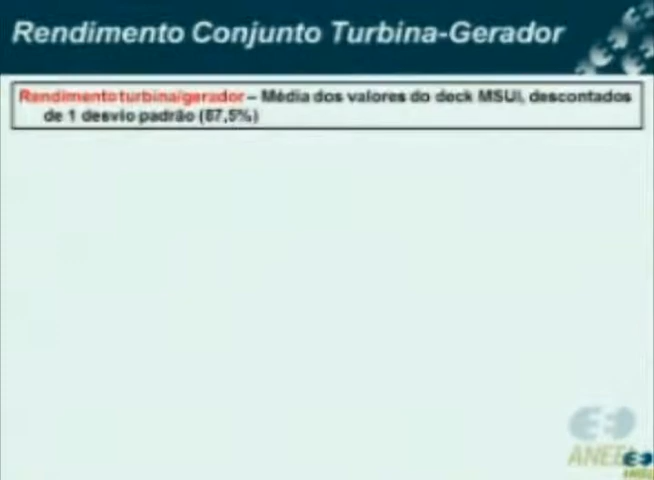 Rendimento Conjunto Turbina-Gerador
Rendimento turbina/gerador – Média dos valores do deck MSUI, descontados
de 1 desvio padrão (87,5%)
ANEEL